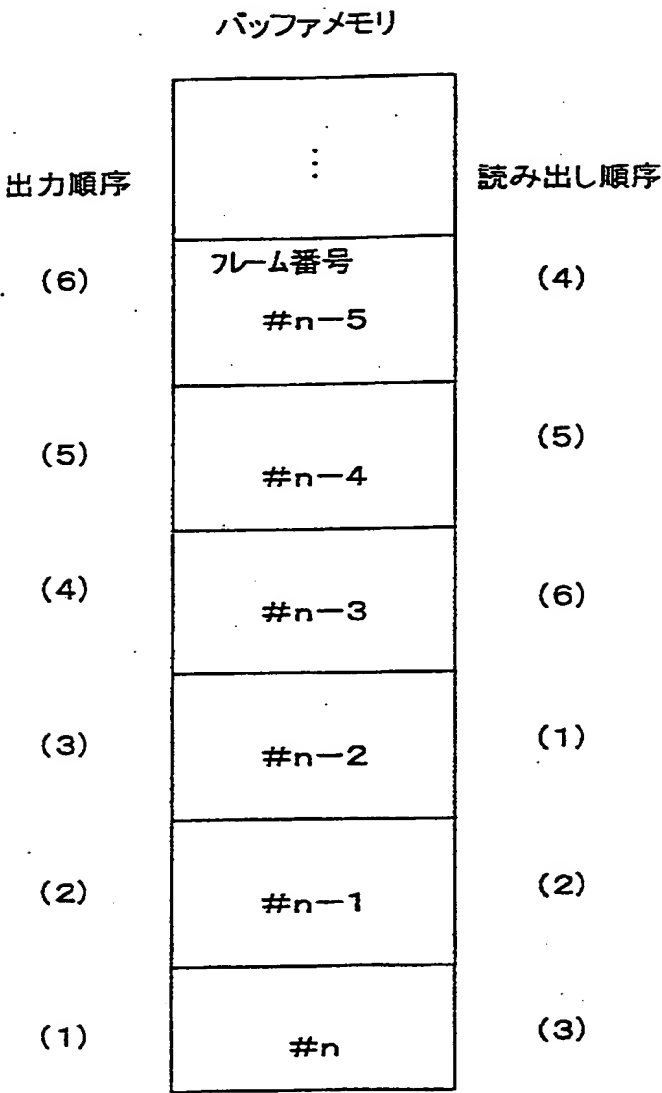 バッファメモリ
⋮
出力順序
読み出し順序
フレーム番号
(6)
#n-5
(4)
(5)
#n-4
(5)
(4)
#n-3
(6)
(3)
#n-2
(1)
(2)
#n-1
(2)
(1)
#n
(3)